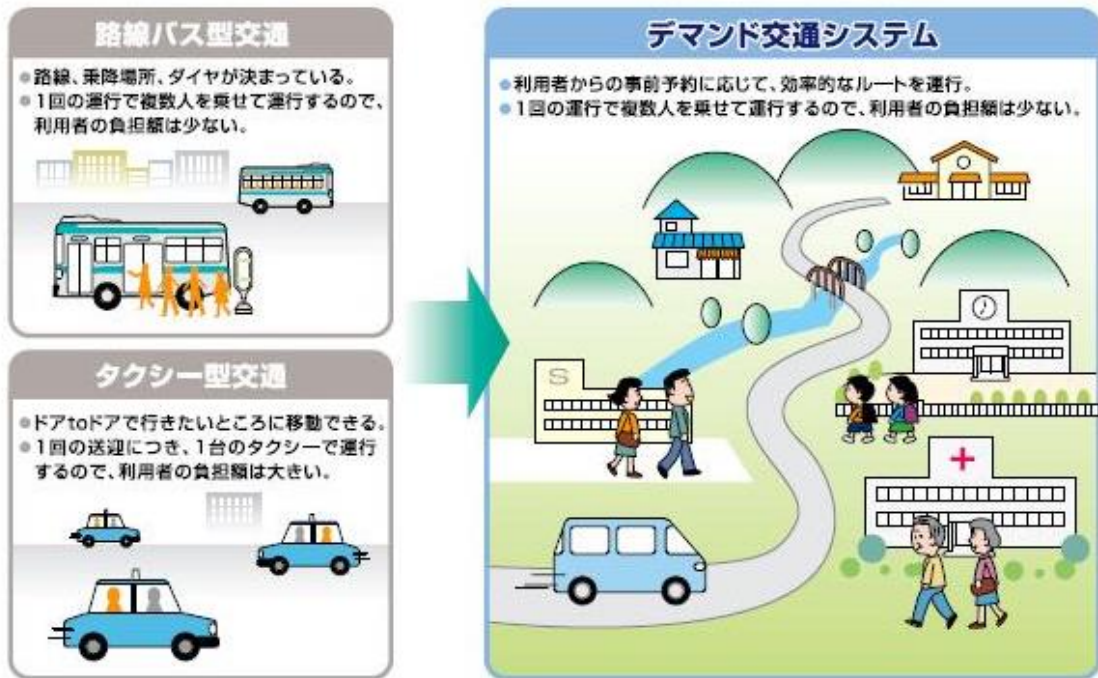 路線バス型交通
●路線、乗降場所、ダイヤが決まっている。
●1回の運行で複数人を乗せて運行するので、
利用者の負担額は少ない。
タクシー型交通
●ドアtoドアで行きたいところに移動できる。
●1回の送迎につき、1台のタクシーで運行
するので、利用者の負担額は大きい。
デマンド交通システム
●利用者からの事前予約に応じて、効率的なルートを運行。
●1回の運行で複数人を乗せて運行するので、利用者の負担額は少ない。
S